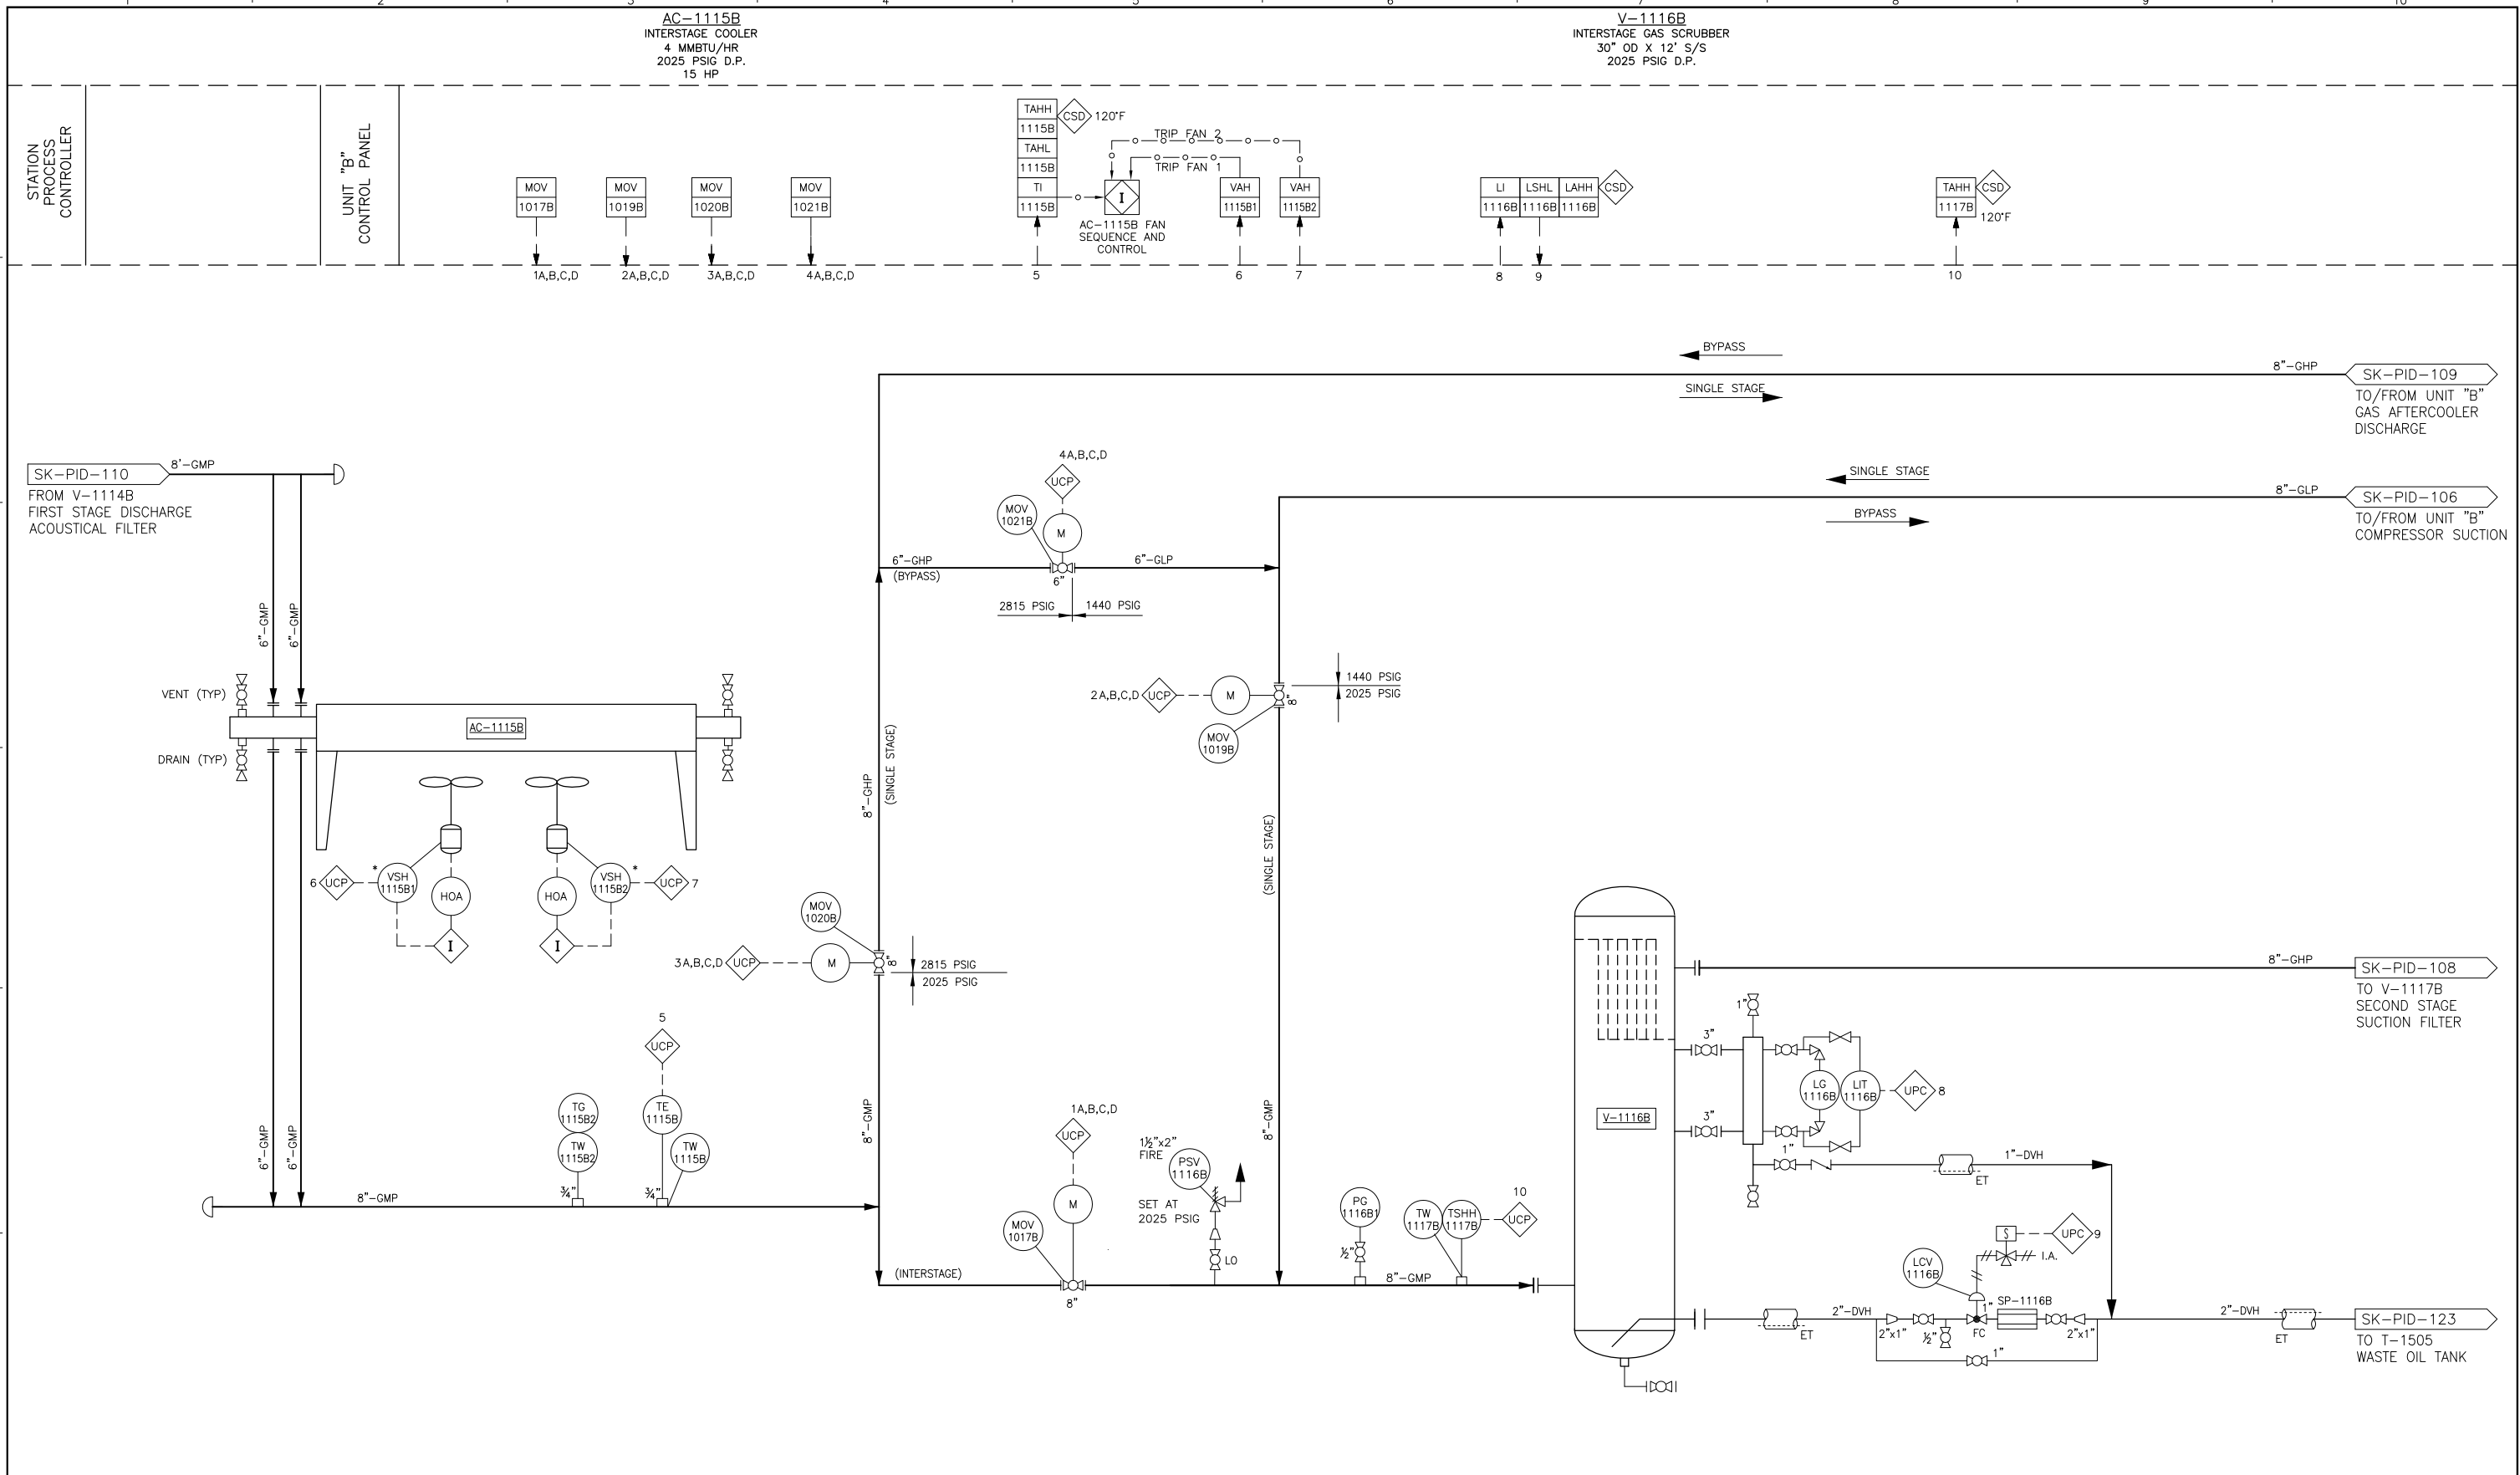 1
2
3
4
5
6
7
8
9
10
AC-1115B
INTERSTAGE COOLER
4 MMBTU/HR
2025 PSIG D.P.
15 HP
V-1116B
INTERSTAGE GAS SCRUBBER
30" OD X 12' S/S
2025 PSIG D.P.
STATION
PROCESS
CONTROLLER
UNIT "B"
CONTROL PANEL
MOV
1017B
1A,B,C,D
MOV
1019B
2A,B,C,D
MOV
1020B
3A,B,C,D
MOV
1021B
4A,B,C,D
TAHH
1115B
CSD
120°F
TAHL
1115B
TI
1115B
5
TRIP FAN 2
TRIP FAN 1
I
AC-1115B FAN
SEQUENCE AND
CONTROL
VAH
1115B1
6
VAH
1115B2
7
LI
1116B
8
LSHL
1116B
9
LAHH
1116B
CSD
TAHH
1117B
CSD
120°F
10
BYPASS
SINGLE STAGE
8"-GHP
SK-PID-109
TO/FROM UNIT "B"
GAS AFTERCOOLER
DISCHARGE
SINGLE STAGE
BYPASS
8"-GLP
SK-PID-106
TO/FROM UNIT "B"
COMPRESSOR SUCTION
SK-PID-110
8'-GMP
FROM V-1114B
FIRST STAGE DISCHARGE
ACOUSTICAL FILTER
6"-GMP
6"-GMP
VENT (TYP)
DRAIN (TYP)
AC-1115B
6
UCP
*
VSH
1115B1
HOA
I
HOA
I
*
VSH
1115B2
UCP
7
6"-GMP
6"-GMP
8"-GMP
TG
1115B2
TW
1115B2
3/4"
5
UCP
TE
1115B
TW
1115B
3/4"
4A,B,C,D
UCP
MOV
1021B
M
6"-GHP
(BYPASS)
6"
6"-GLP
2815 PSIG
1440 PSIG
2A,B,C,D
UCP
M
8"
MOV
1019B
1440 PSIG
2025 PSIG
8"-GHP
(SINGLE STAGE)
(SINGLE STAGE)
MOV
1020B
3A,B,C,D
UCP
M
8"
2815 PSIG
2025 PSIG
8"-GMP
8"-GMP
(INTERSTAGE)
1A,B,C,D
UCP
M
MOV
1017B
8"
1½"x2"
FIRE
PSV
1116B
SET AT
2025 PSIG
LO
PG
1116B1
½"
TW
1117B
TSHH
1117B
10
UCP
8"-GMP
V-1116B
8"-GHP
SK-PID-108
TO V-1117B
SECOND STAGE
SUCTION FILTER
1"
3"
3"
LG
1116B
LIT
1116B
UPC
8
1"
1"-DVH
ET
S
UPC
9
I.A.
LCV
1116B
SP-1116B
1"
2"-DVH
ET
2"x1"
½"
FC
2"x1"
1"
2"-DVH
ET
SK-PID-123
TO T-1505
WASTE OIL TANK